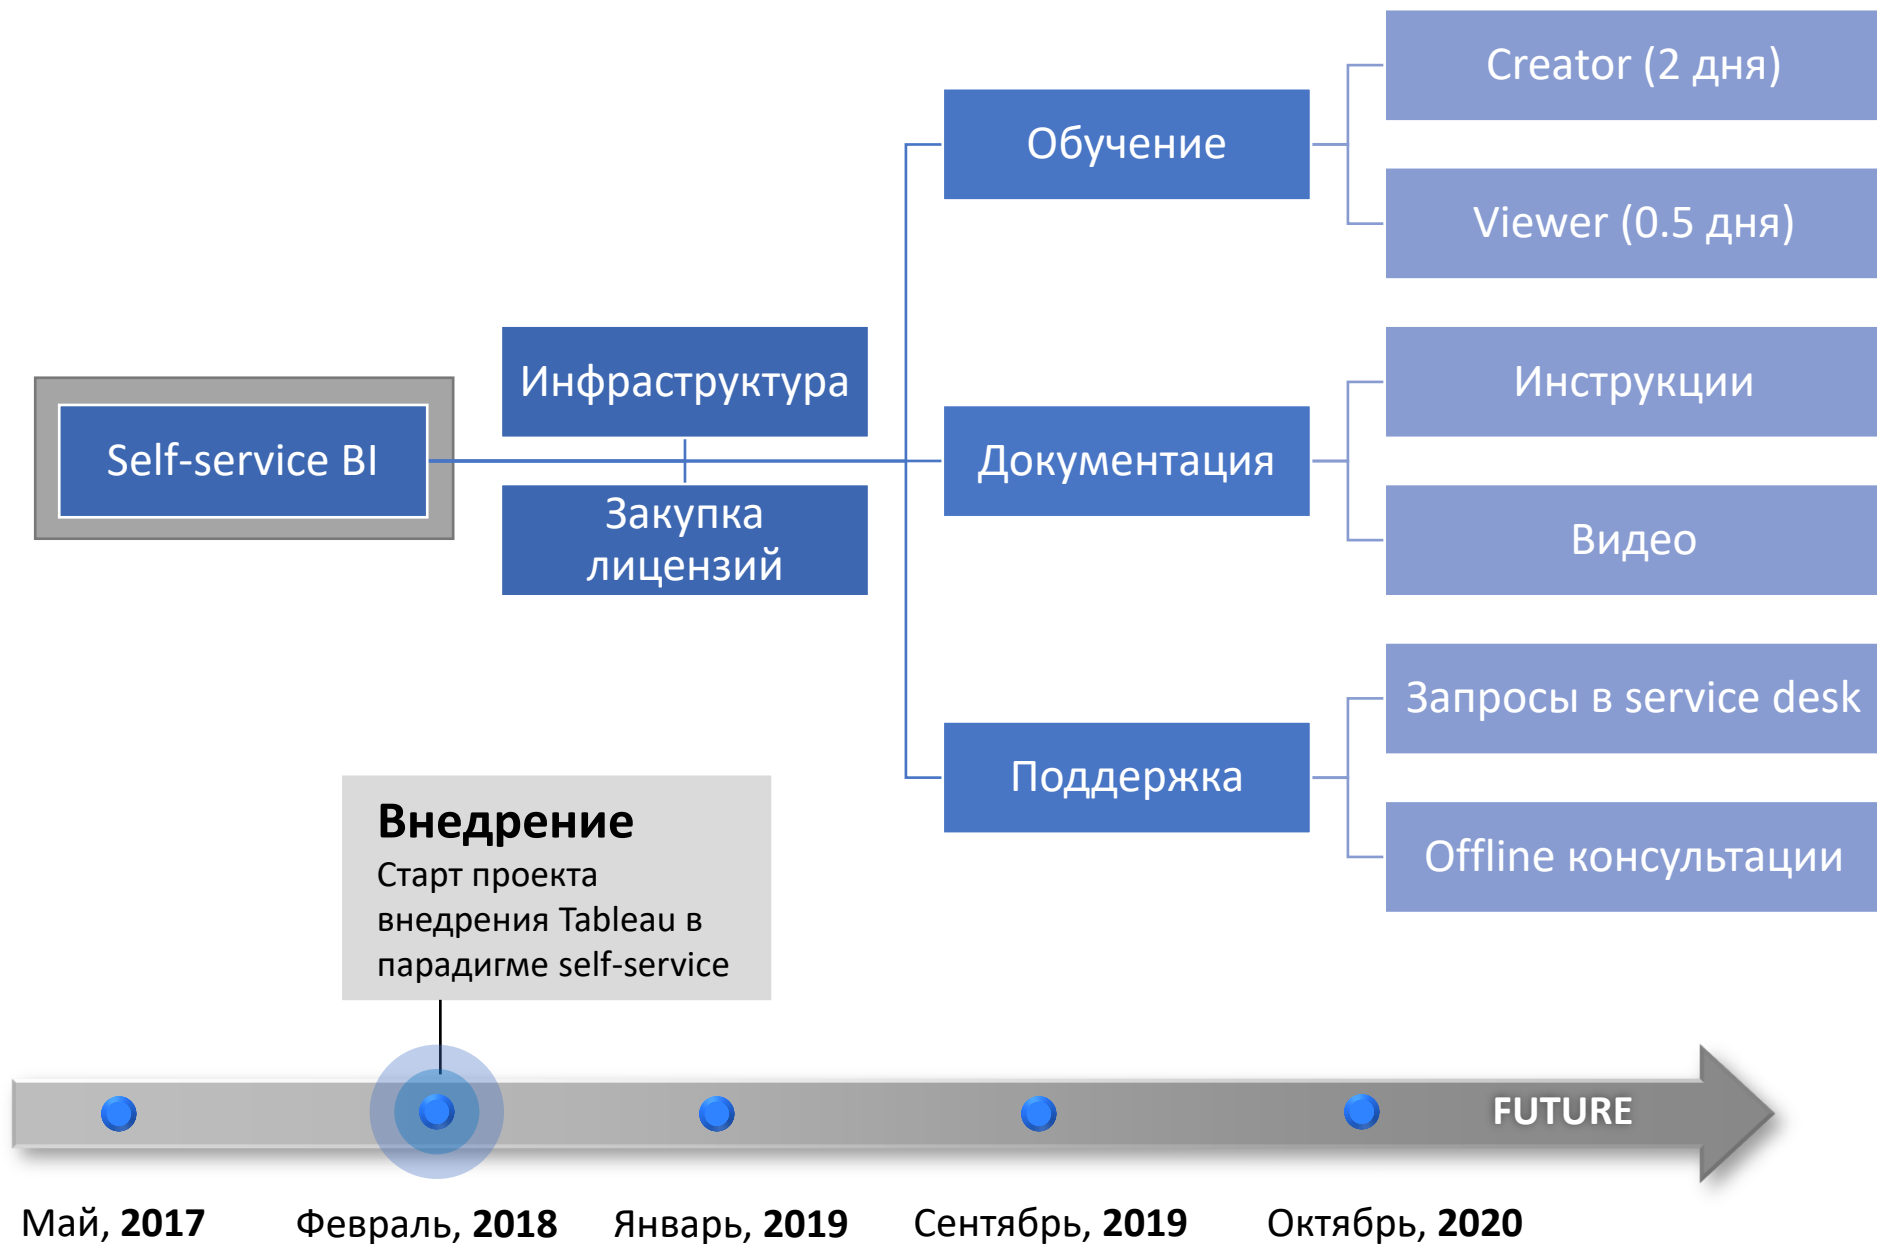 Creator (2 дня)
Обучение
Viewer (0.5 дня)
Инфраструктура
Инструкции
Self-service BI
Документация
Закупка
лицензий
Видео
Запросы в service desk
Поддержка
Offline консультации
Внедрение
Старт проекта
внедрения Tableau в
парадигме self-service
FUTURE
Май, 2017
Февраль, 2018
Январь, 2019
Сентябрь, 2019
Октябрь, 2020